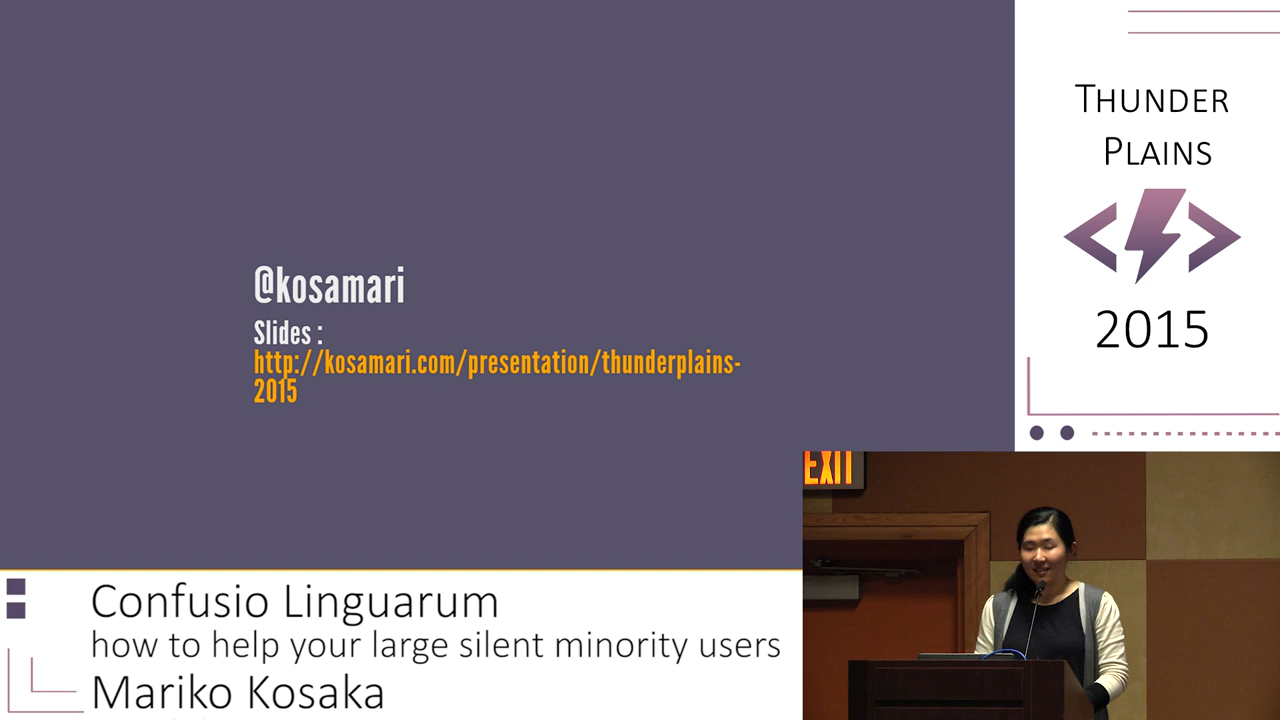 @kosamari
Slides :
http://kosamari.com/presentation/thunderplains-
2015
THUNDER
PLAINS
2015
EXIT
Confusio Linguarum
how to help your large silent minority users
Mariko Kosaka